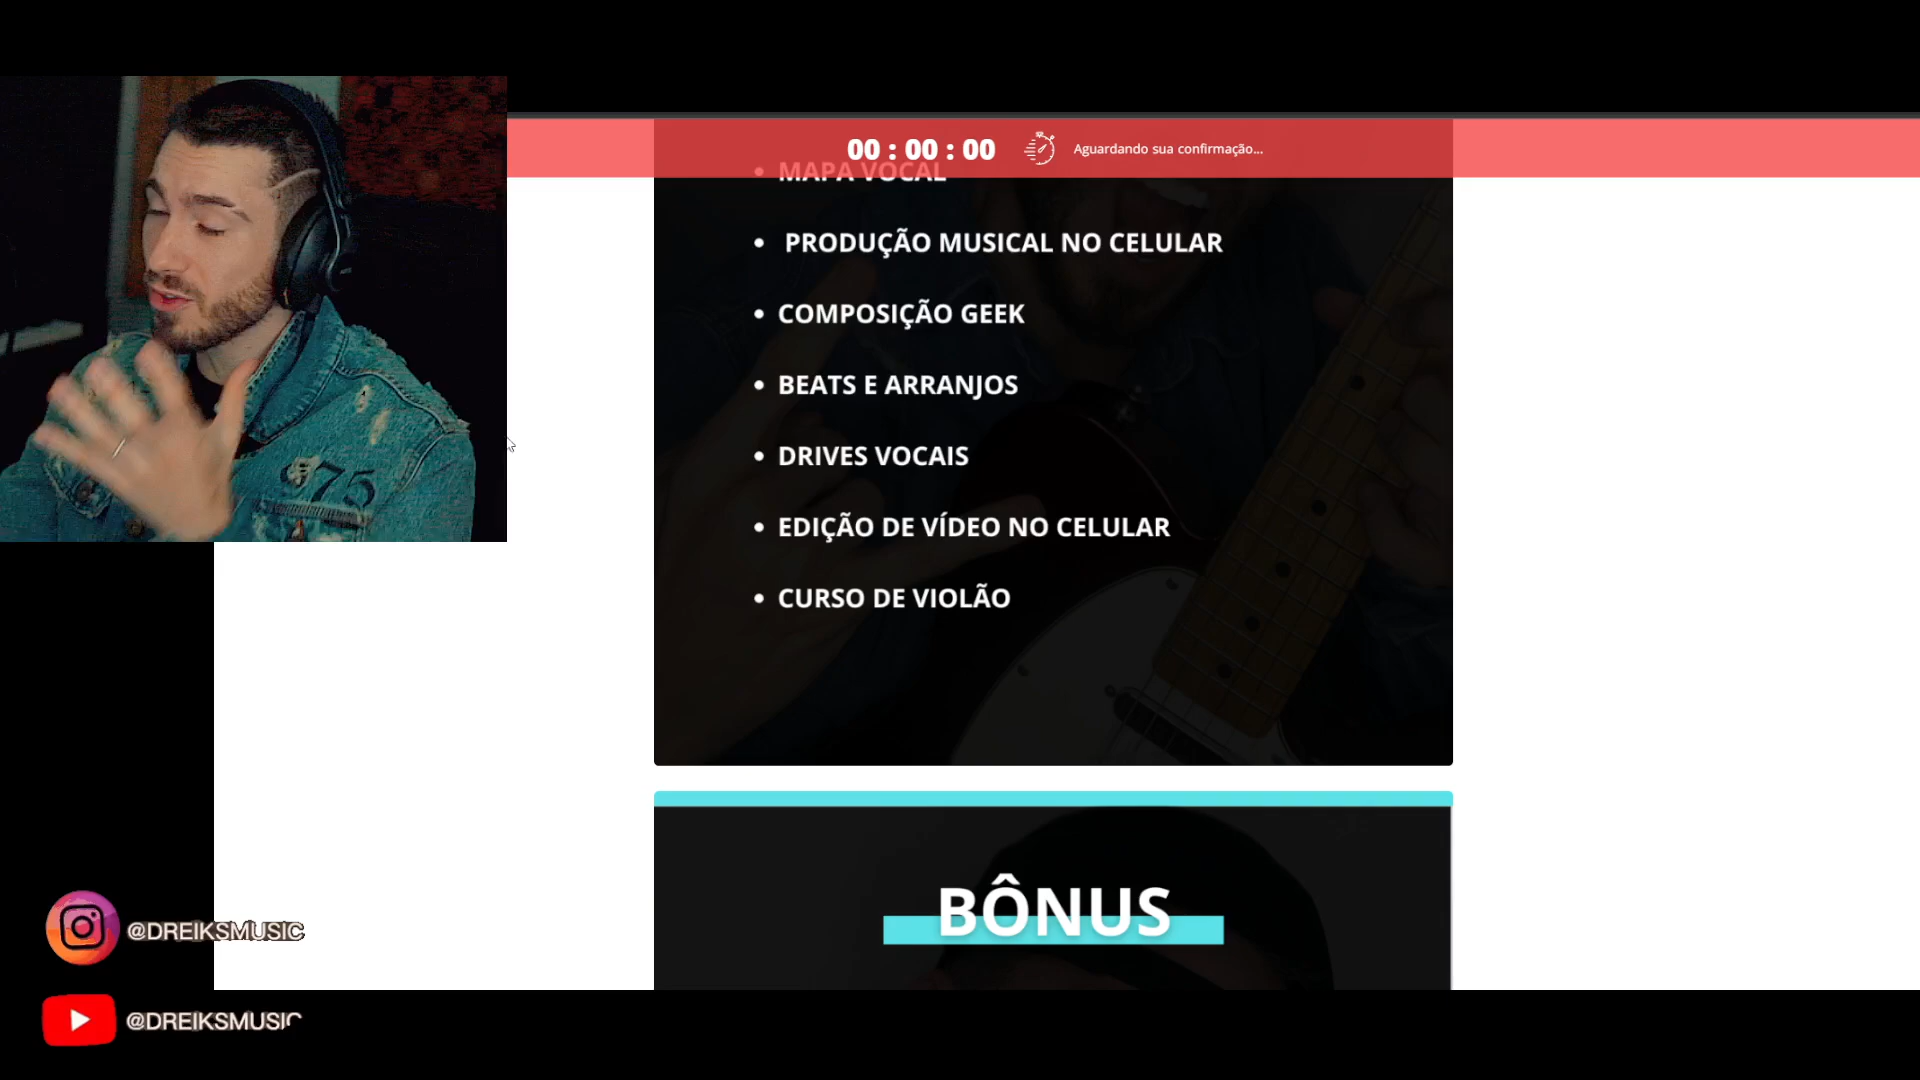 00 : 00 : 00 Aguardando sua confirmação...
• MAPA VOCAL
• PRODUÇÃO MUSICAL NO CELULAR
• COMPOSIÇÃO GEEK
• BEATS E ARRANJOS
• DRIVES VOCAIS
• EDIÇÃO DE VÍDEO NO CELULAR
• CURSO DE VIOLÃO
75
BÔNUS
@DREIKSMUSIC
@DREIKSMUSIC